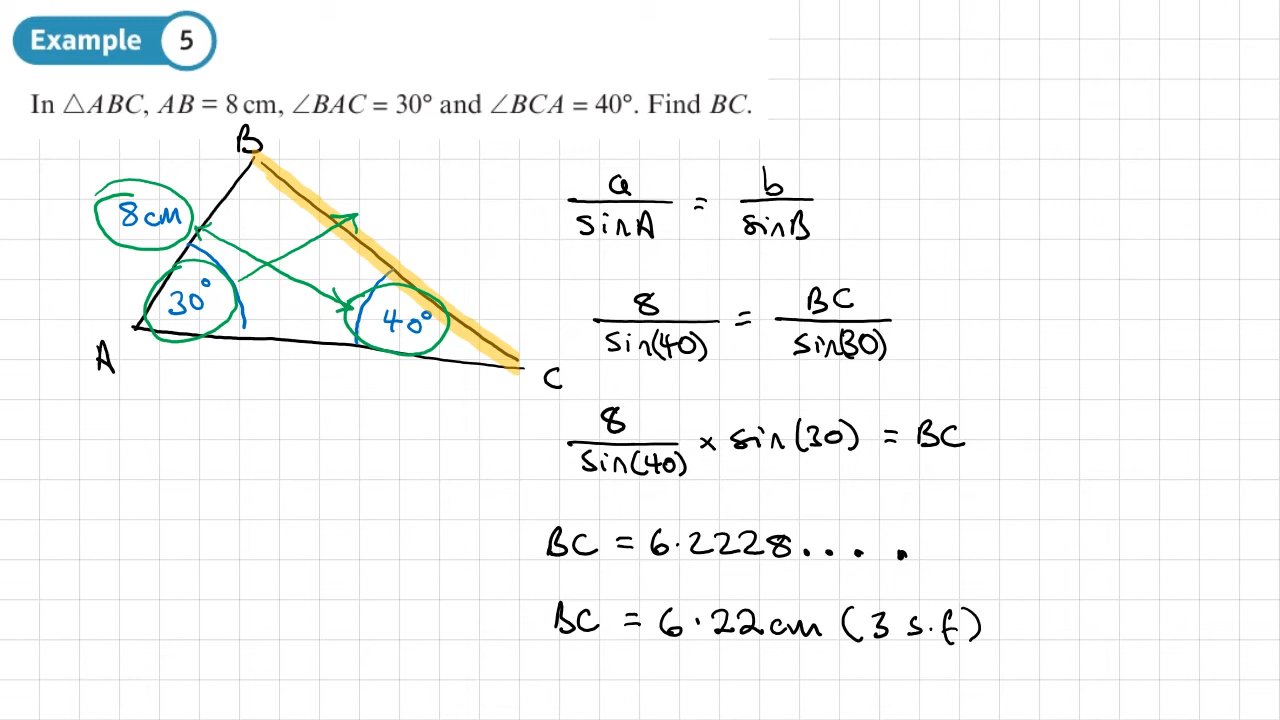 Example 5
In △ABC, AB = 8 cm, ∠BAC = 30° and ∠BCA = 40°. Find BC.
B
8cm
30°
40°
A
C
a/sinA = b/sinB
8/sin(40) = BC/sin(30)
8/sin(40) × sin(30) = BC
BC = 6.2228....
BC = 6.22cm (3 s.f)